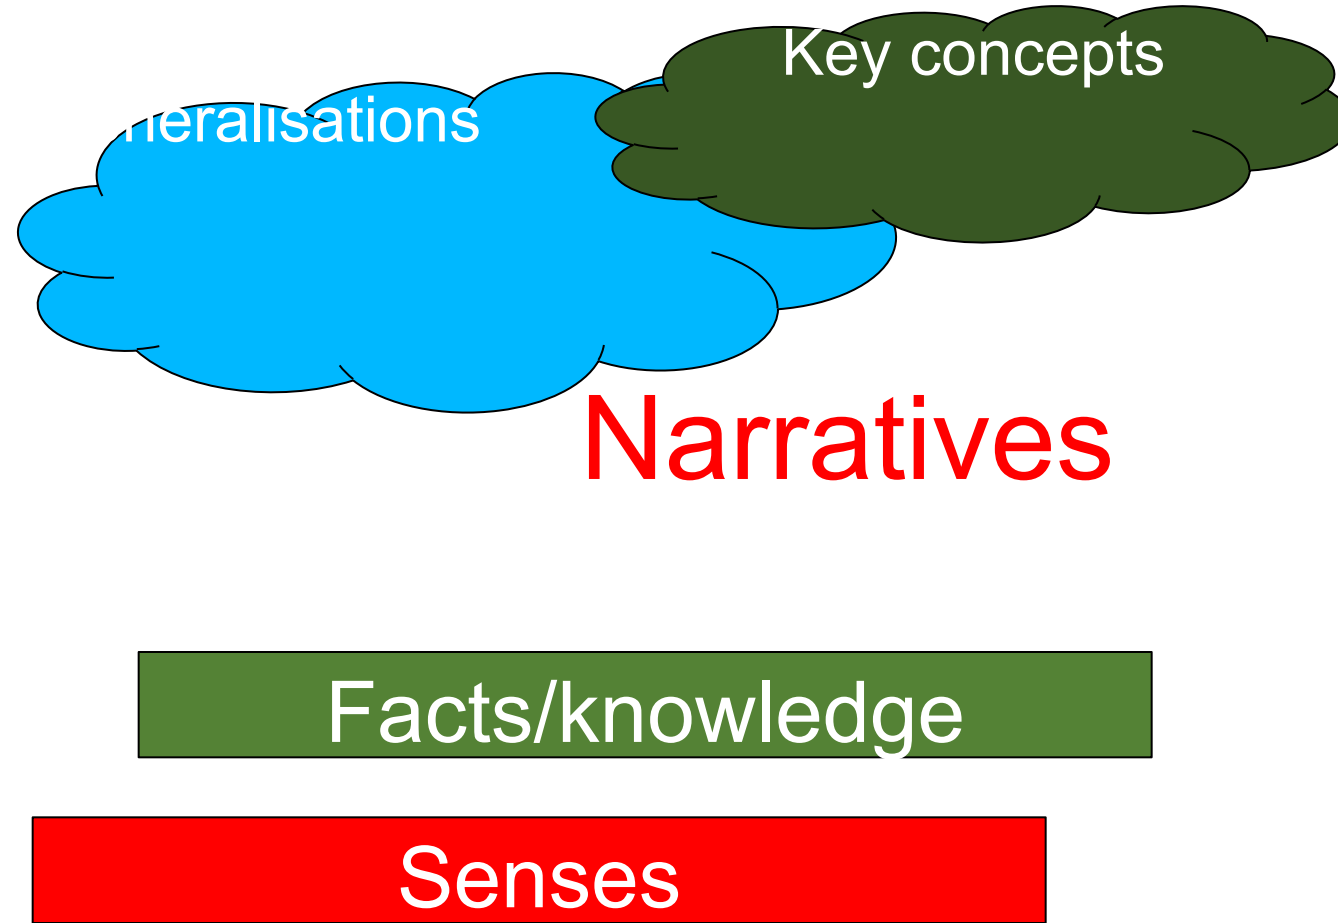 Key concepts
neralisations
Narratives
Facts/knowledge
Senses